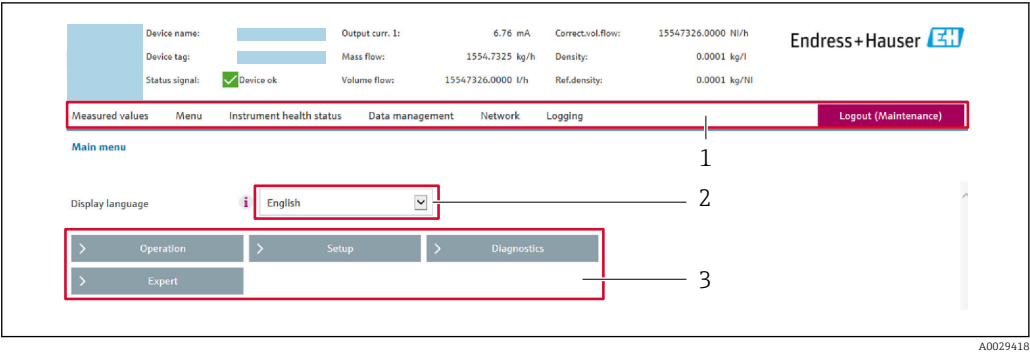 Device name: Output curr. 1: 6.76 mA Correct.vol.flow: 15547326.0000 Nl/h
Endress+Hauser EH
Device tag: Mass flow: 1554.7325 kg/h Density: 0.0001 kg/l
Status signal: Device ok Volume flow: 15547326.0000 l/h Ref.density: 0.0001 kg/Nl
Measured values Menu Instrument health status Data management Network Logging Logout (Maintenance)
1
Main menu
Display language i English 2
> Operation > Setup > Diagnostics
> Expert 3
A0029418